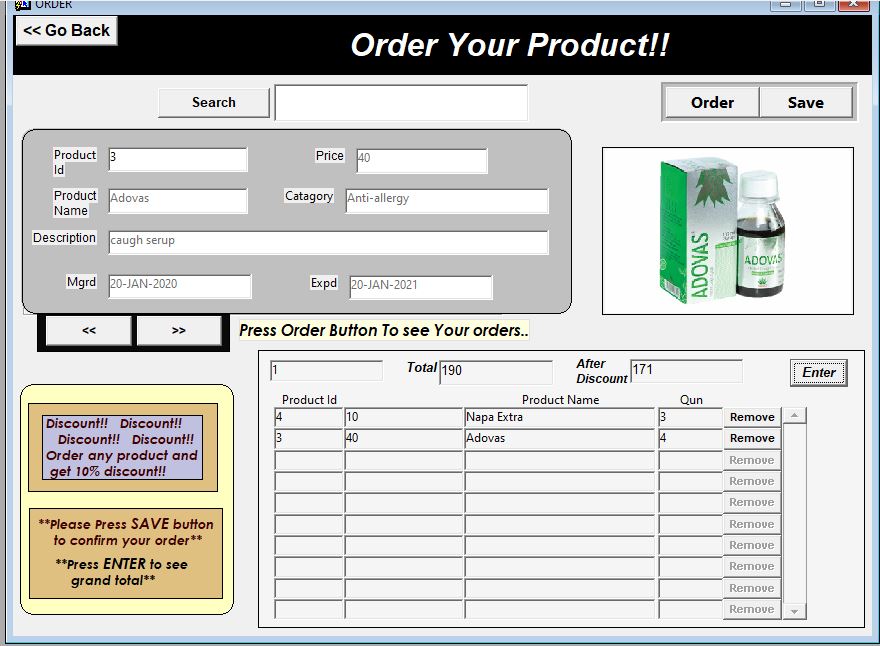 ORDER
<< Go Back
Order Your Product!!
Search
Order
Save
Product Id
3
Price
40
Product Name
Adovas
Catagory
Anti-allergy
Description
caugh serup
Mgrd
20-JAN-2020
Expd
20-JAN-2021
ADOVAS
ADOVAS
<<
>>
Press Order Button To see Your orders..
1
Total
190
After Discount
171
Enter
Product Id
Product Name
Qun
4 10 Napa Extra 3 Remove
3 40 Adovas 4 Remove
Remove
Remove
Remove
Remove
Remove
Remove
Remove
Remove
Discount!! Discount!!
Discount!! Discount!!
Order any product and
get 10% discount!!
**Please Press SAVE button
to confirm your order**
**Press ENTER to see
grand total**